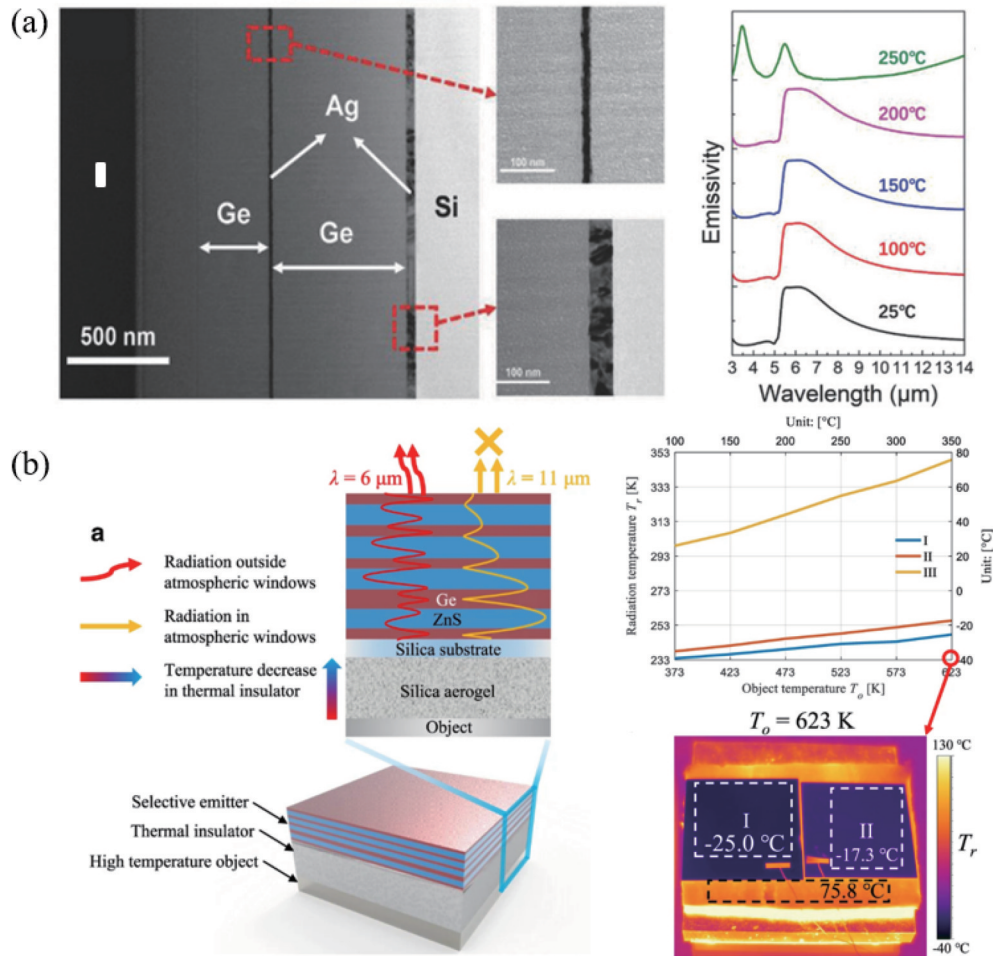 (a)
Ag
Ge
Ge
Si
500 nm
100 nm
100 nm
Emissivity
250°C
200°C
150°C
100°C
25°C
3 4 5 6 7 8 9 10 11 12 13 14
Wavelength (μm)
(b)
a
Radiation outside
atmospheric windows
Radiation in
atmospheric windows
Temperature decrease
in thermal insulator
λ = 6 μm
λ = 11 μm
Ge
ZnS
Silica substrate
Silica aerogel
Object
Selective emitter
Thermal insulator
High temperature object
Unit: [°C]
100 150 200 250 300 350
353
333
313
293
273
253
233
Radiation temperature Tr [K]
80
60
40
20
0
-20
-40
Unit: [°C]
I
II
III
373 423 473 523 573 623
Object temperature To [K]
To = 623 K
I
-25.0 °C
II
-17.3 °C
75.8 °C
130 °C
Tr
-40 °C